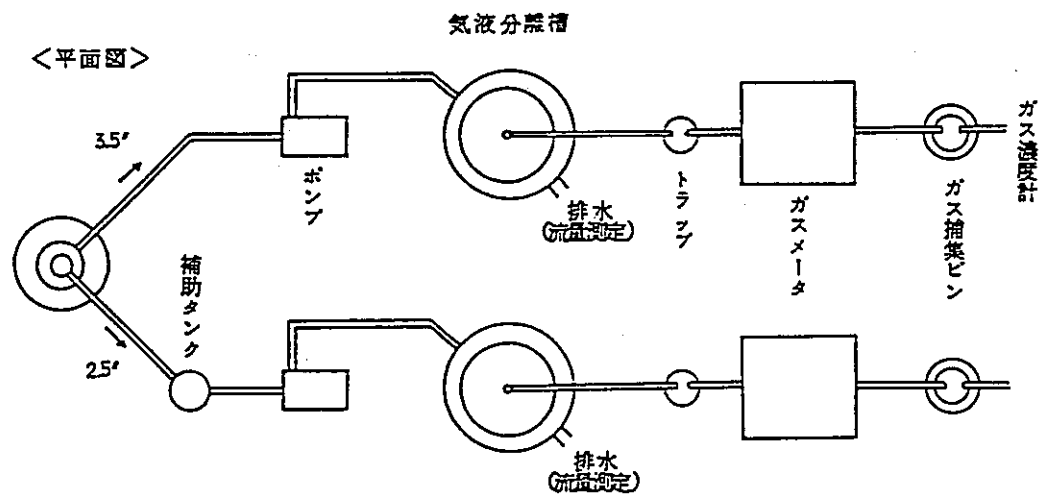 気液分離槽
<平面図>
3.5"
ポンプ
排水
(流量測定)
トラップ
ガスメータ
ガス捕集ビン
ガス濃度計
補助タンク
2.5"
排水
(流量測定)